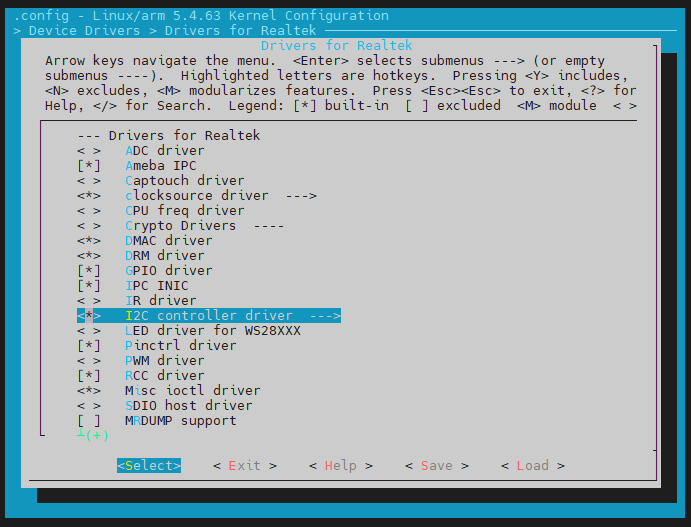 .config - Linux/arm 5.4.63 Kernel Configuration
> Device Drivers > Drivers for Realtek
Drivers for Realtek
Arrow keys navigate the menu.  <Enter> selects submenus ---> (or empty
submenus ----).  Highlighted letters are hotkeys.  Pressing <Y> includes,
<N> excludes, <M> modularizes features.  Press <Esc><Esc> to exit, <?> for
Help, </> for Search.  Legend: [*] built-in  [ ] excluded  <M> module  < >
--- Drivers for Realtek
< >   ADC driver
[*]   Ameba IPC
< >   Captouch driver
<*>   clocksource driver  --->
< >   CPU freq driver
< >   Crypto Drivers  ----
<*>   DMAC driver
<*>   DRM driver
[*]   GPIO driver
[*]   IPC INIC
< >   IR driver
<*>   I2C controller driver  --->
< >   LED driver for WS28XXX
[*]   Pinctrl driver
< >   PWM driver
[*]   RCC driver
<*>   Misc ioctl driver
< >   SDIO host driver
[ ]   MRDUMP support
┴(+)
<Select>    < Exit >    < Help >    < Save >    < Load >